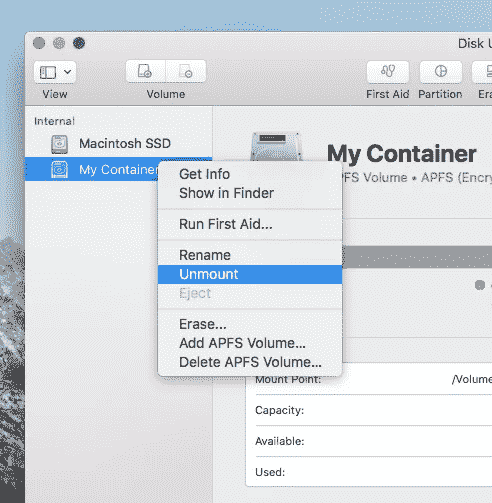 Disk U
View
Volume
First Aid
Partition
Era
Internal
Macintosh SSD
My Container
My Container
PFS Volume • APFS (Encry
Get Info
Show in Finder
Run First Aid...
Rename
Unmount
Eject
Erase...
Add APFS Volume...
Delete APFS Volume...
Mount Point:
/Volume
Capacity:
Available:
Used: